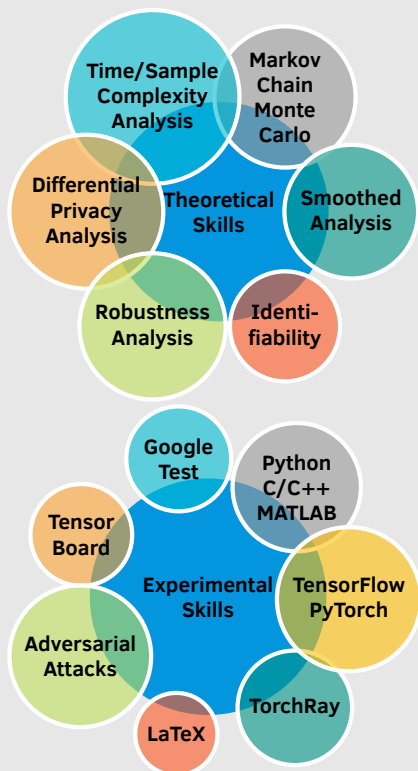 Time/Sample
Complexity
Analysis
Markov
Chain
Monte
Carlo
Differential
Privacy
Analysis
Theoretical
Skills
Smoothed
Analysis
Robustness
Analysis
Identi-
fiability
Google
Test
Python
C/C++
MATLAB
Tensor
Board
Experimental
Skills
TensorFlow
PyTorch
Adversarial
Attacks
TorchRay
LaTeX